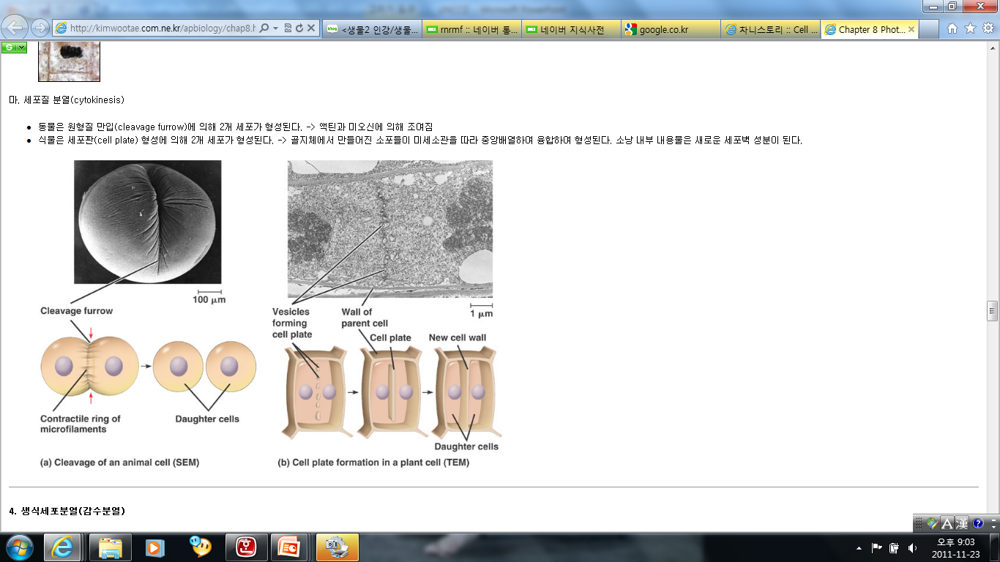 http://kimwootae.com.ne.kr/apbiology/chap8.h
<생물2 인강/생물...
rnrmf :: 네이버 통...
네이버 지식사전
google.co.kr
차니스토리 :: Cell ...
Chapter 8 Phot...
마. 세포질 분열(cytokinesis)
동물은 원형질 만입(cleavage furrow)에 의해 2개 세포가 형성된다. -> 액틴과 미오신에 의해 조여짐
식물은 세포판(cell plate) 형성에 의해 2개 세포가 형성된다. -> 골지체에서 만들어진 소포들이 미세소관을 따라 중앙배열하며 융합하며 형성된다. 소낭 내부 내용물은 새로운 세포벽 성분이 된다.
100 μm
Cleavage furrow
Contractile ring of
microfilaments
Daughter cells
(a) Cleavage of an animal cell (SEM)
1 μm
Vesicles
forming
cell plate
Wall of
parent cell
Cell plate
New cell wall
Daughter cells
(b) Cell plate formation in a plant cell (TEM)
4. 생식세포분열(감수분열)
A 漢
오후 9:03
2011-11-23